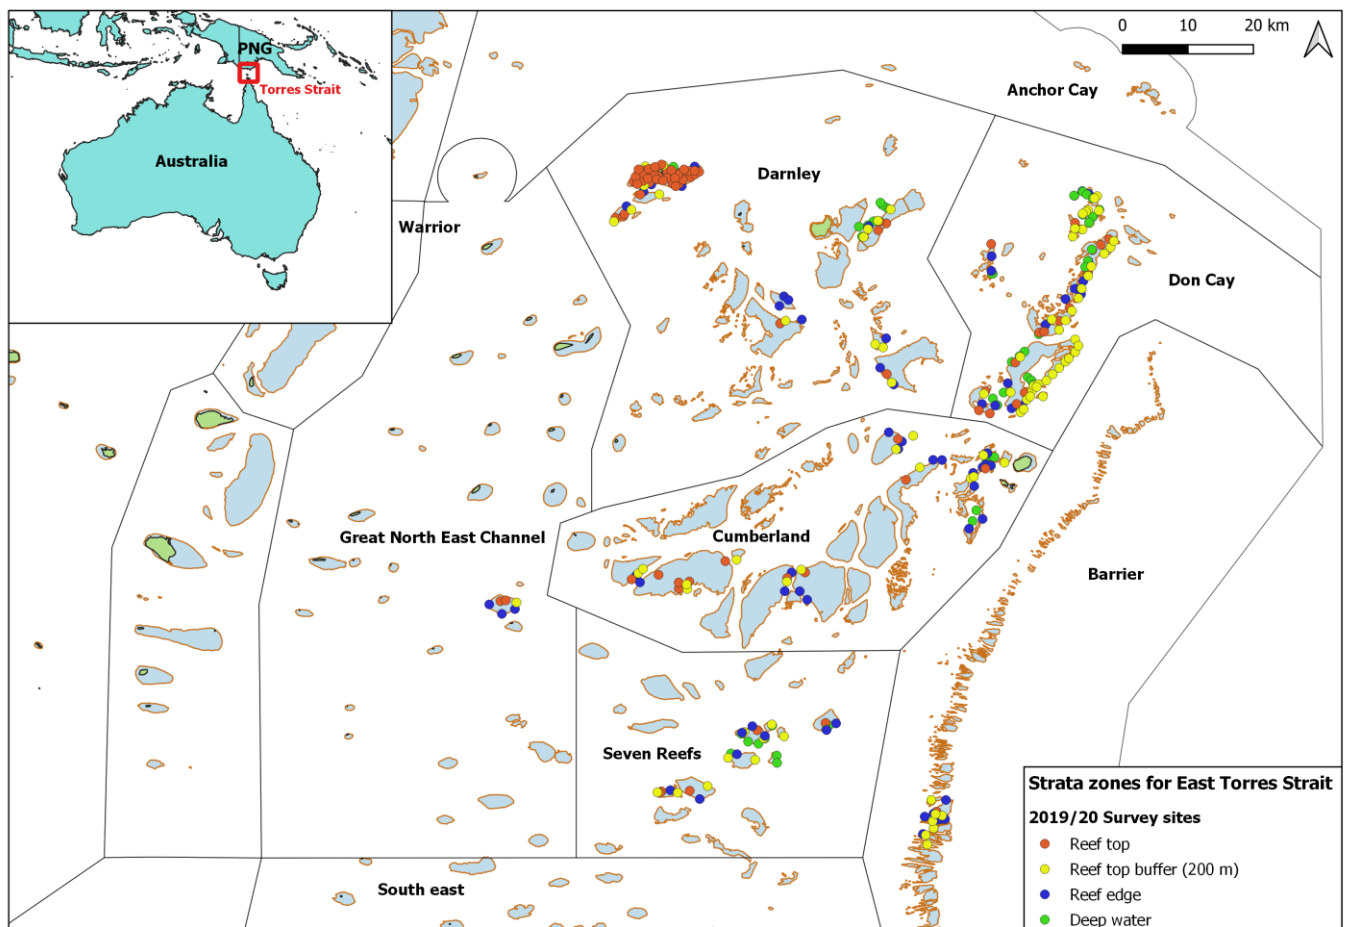 PNG
Torres Strait
Australia
0 10 20 km
Anchor Cay
Darnley
Warrior
Don Cay
Great North East Channel
Cumberland
Barrier
Seven Reefs
South east
Strata zones for East Torres Strait
2019/20 Survey sites
Reef top
Reef top buffer (200 m)
Reef edge
Deep water